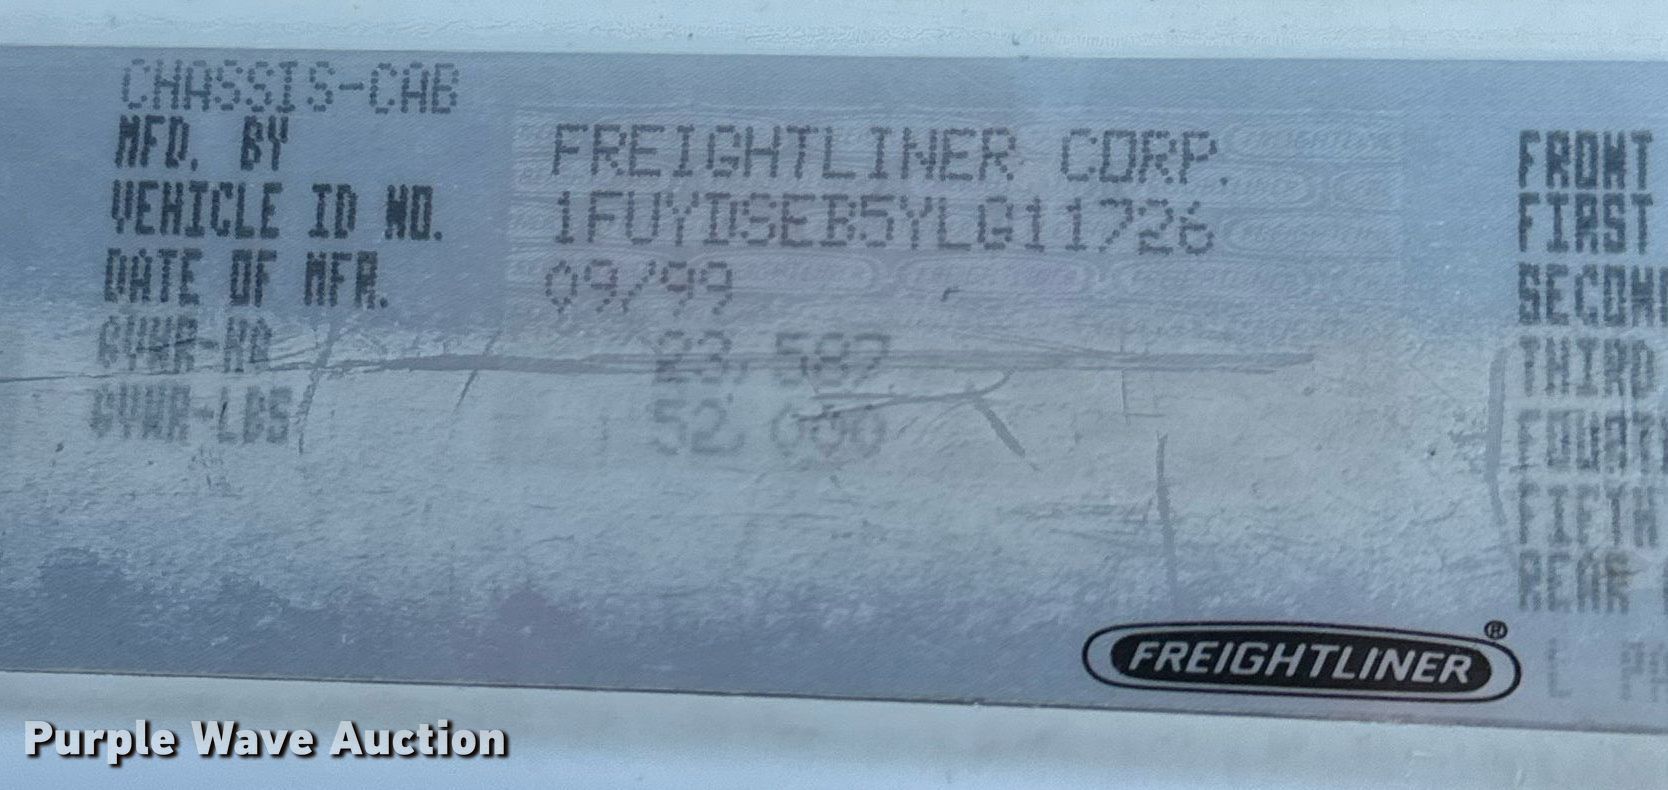 CHASSIS-CAB
MFD. BY FREIGHTLINER CORP.
VEHICLE ID NO. 1FUYDSEB5YLG11726
DATE OF MFR. 09/99
GVWR-KG 23,587
GVWR-LBS 52,000
FRONT
FIRST
SECOND
THIRD
FOURTH
FIFTH
REAR
FREIGHTLINER®
Purple Wave Auction